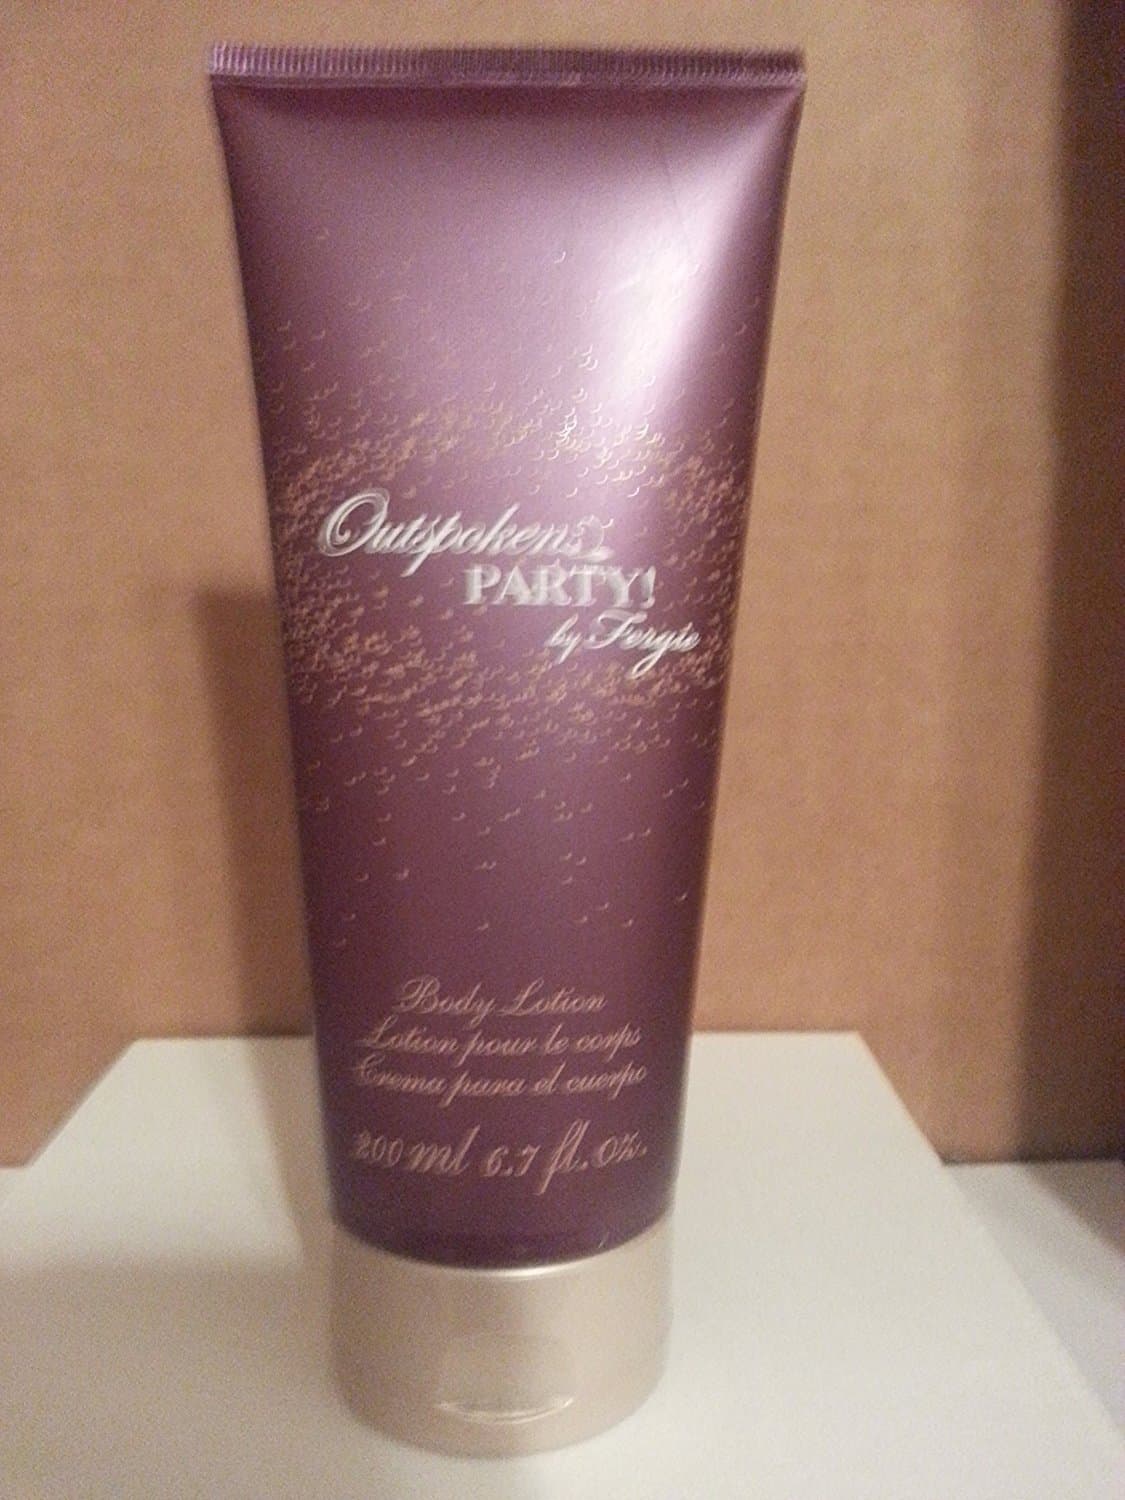 Outspoken
PARTY!
by Fergie
Body Lotion
Lotion pour le corps
Crema para el cuerpo
200 ml 6.7 fl. oz.